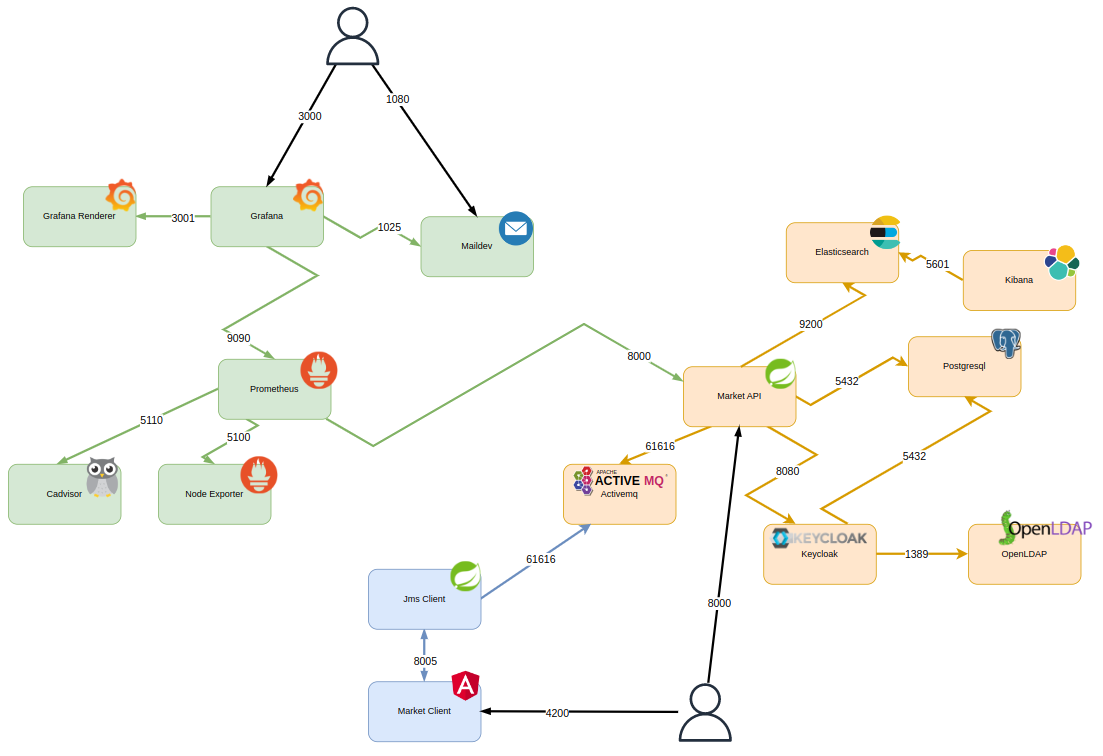 1080
3000
Grafana Renderer
3001
Grafana
1025
Maildev
Elasticsearch
5601
Kibana
9090
9200
8000
Prometheus
Market API
5432
Postgresql
5110
5100
61616
8080
5432
Cadvisor
Node Exporter
APACHE
ACTIVE MQ
Activemq
KEYCLOAK
Keycloak
1389
OpenLDAP
OpenLDAP
61616
Jms Client
8000
8005
Market Client
4200